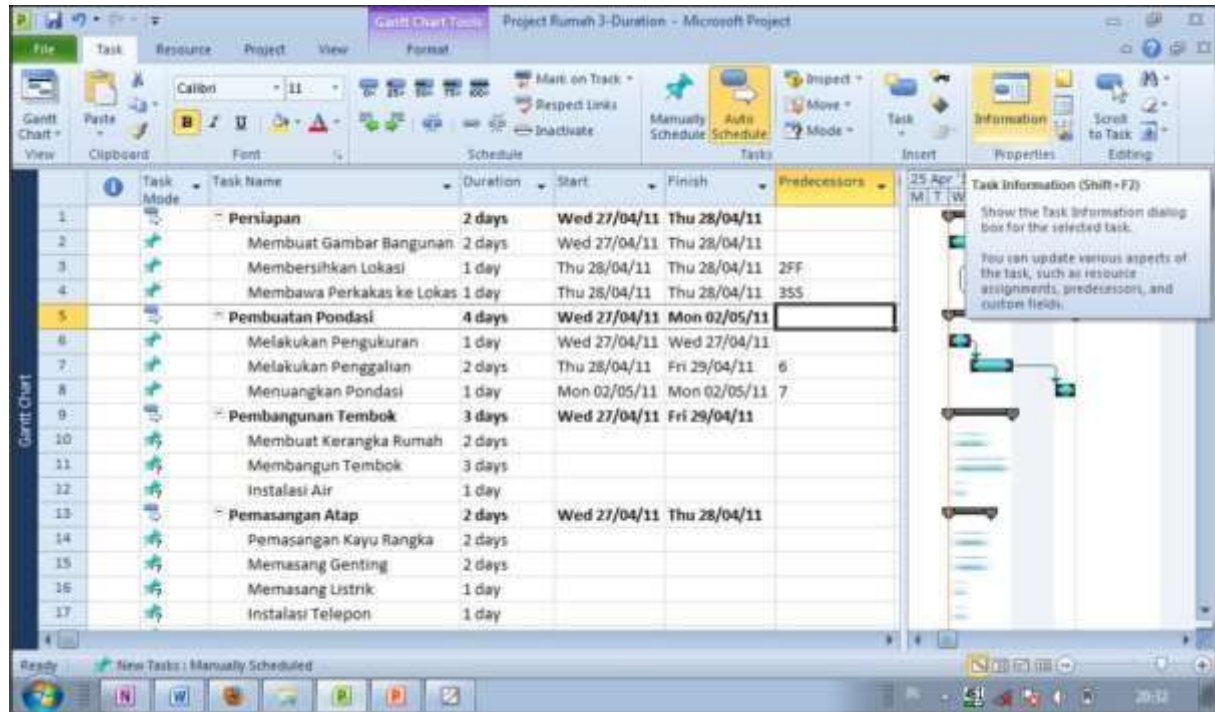 Gantt Chart Tools
Project Rumah 3-Duration - Microsoft Project
File Task Resource Project View Format
Gantt Chart
View
Paste
Clipboard
Calibri 11
B I U A
Font
Mark on Track
Respect Links
Inactivate
Schedule
Manually Schedule
Auto Schedule
Inspect
Move
Mode
Tasks
Task
Insert
Information
Properties
Scroll to Task
Editing
Task Mode Task Name Duration Start Finish Predecessors
25 Apr
M T W
1 Persiapan 2 days Wed 27/04/11 Thu 28/04/11
2 Membuat Gambar Bangunan 2 days Wed 27/04/11 Thu 28/04/11
3 Membersihkan Lokasi 1 day Thu 28/04/11 Thu 28/04/11 2FF
4 Membawa Perkakas ke Lokas 1 day Thu 28/04/11 Thu 28/04/11 3SS
5 Pembuatan Pondasi 4 days Wed 27/04/11 Mon 02/05/11
6 Melakukan Pengukuran 1 day Wed 27/04/11 Wed 27/04/11
7 Melakukan Penggalian 2 days Thu 28/04/11 Fri 29/04/11 6
8 Menuangkan Pondasi 1 day Mon 02/05/11 Mon 02/05/11 7
9 Pembangunan Tembok 3 days Wed 27/04/11 Fri 29/04/11
10 Membuat Kerangka Rumah 2 days
11 Membangun Tembok 3 days
12 Instalasi Air 1 day
13 Pemasangan Atap 2 days Wed 27/04/11 Thu 28/04/11
14 Pemasangan Kayu Rangka 2 days
15 Memasang Genting 2 days
16 Memasang Listrik 1 day
17 Instalasi Telepon 1 day
Task Information (Shift+F2)
Show the Task Information dialog
box for the selected task.
You can update various aspects of
the task, such as resource
assignments, predecessors, and
custom fields.
Gantt Chart
Ready New Tasks : Manually Scheduled
20:32